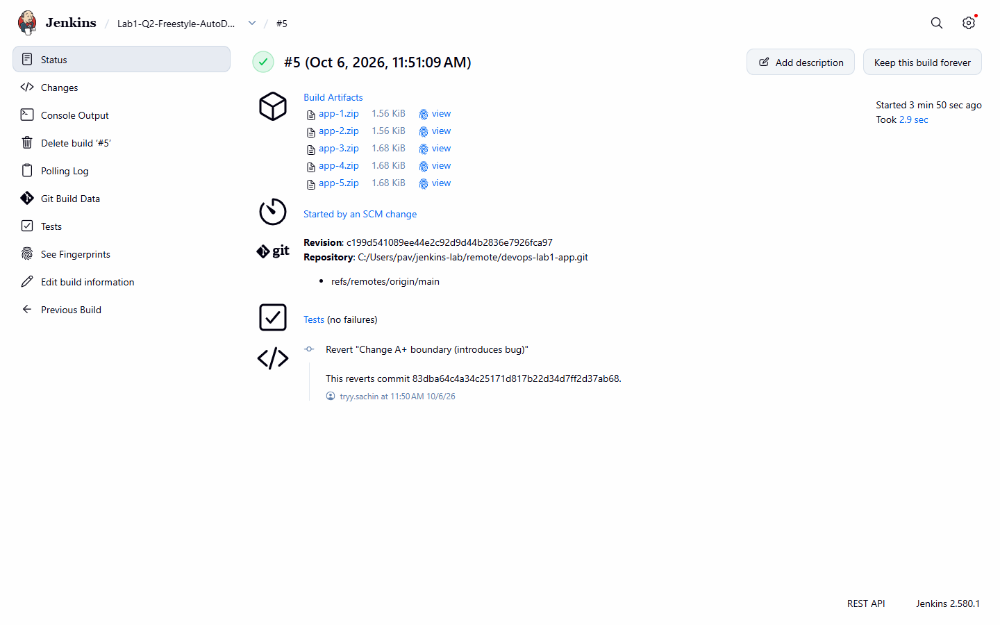 Jenkins / Lab1-Q2-Freestyle-AutoD... / #5
Status
Changes
Console Output
Delete build ‘#5’
Polling Log
Git Build Data
Tests
See Fingerprints
Edit build information
Previous Build
#5 (Oct 6, 2026, 11:51:09 AM)
Add description
Keep this build forever
Started 3 min 50 sec ago
Took 2.9 sec
Build Artifacts
app-1.zip 1.56 KiB view
app-2.zip 1.56 KiB view
app-3.zip 1.68 KiB view
app-4.zip 1.68 KiB view
app-5.zip 1.68 KiB view
Started by an SCM change
git
Revision: c199d541089ee44e2c92d9d44b2836e7926fca97
Repository: C:/Users/pav/jenkins-lab/remote/devops-lab1-app.git
refs/remotes/origin/main
Tests (no failures)
Revert "Change A+ boundary (introduces bug)"
This reverts commit 83dba64c4a34c25171d817b22d34d7ff2d37ab68.
tryy.sachin at 11:50 AM 10/6/26
REST API
Jenkins 2.580.1